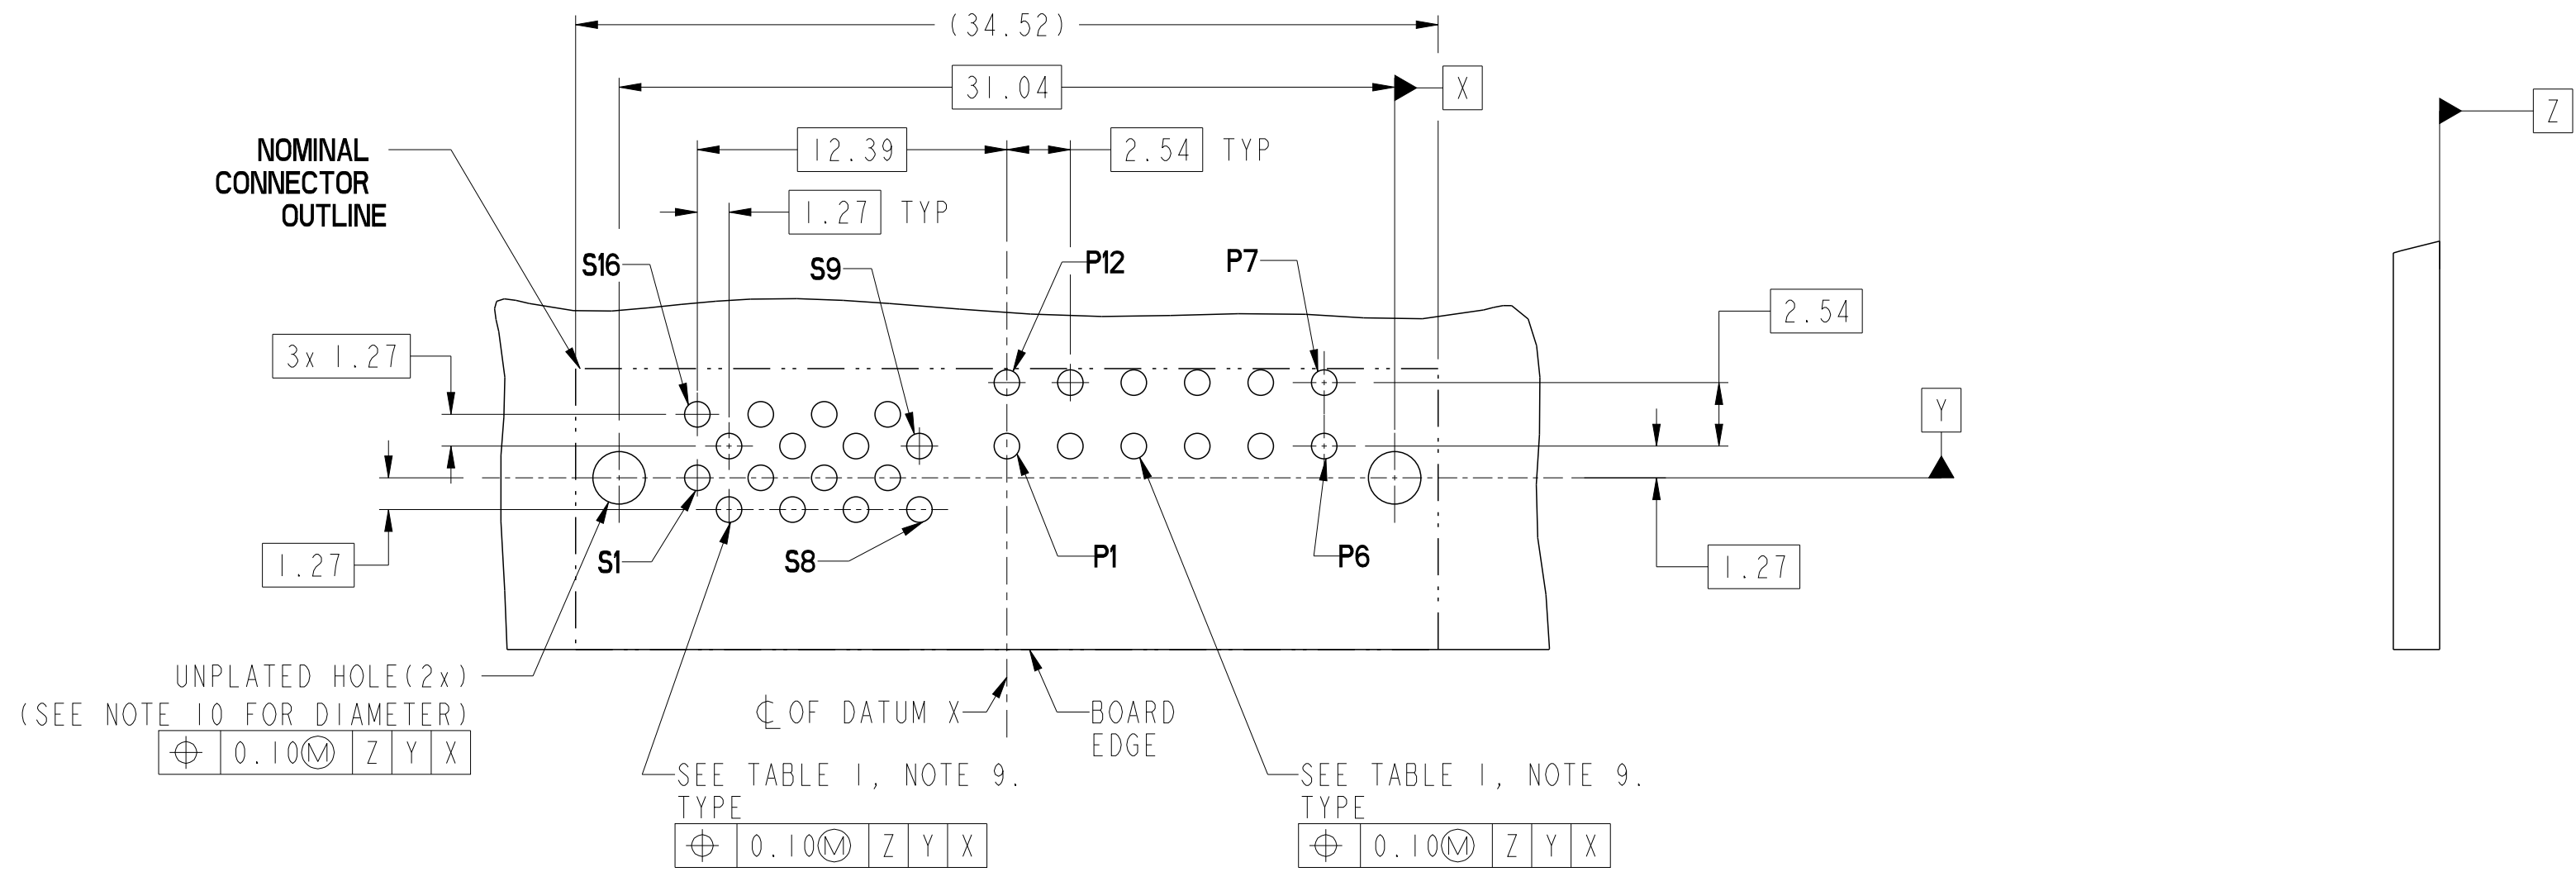 (34.52)
31.04
X
Z
12.39
2.54 TYP
NOMINAL
CONNECTOR
OUTLINE
1.27 TYP
S16
S9
P12
P7
2.54
3x 1.27
Y
1.27
S1
S8
P1
P6
1.27
UNPLATED HOLE(2x)
(SEE NOTE 10 FOR DIAMETER)
⌖ 0.10Ⓜ Z Y X
℄ OF DATUM X
BOARD
EDGE
SEE TABLE 1, NOTE 9.
TYPE
⌖ 0.10Ⓜ Z Y X
SEE TABLE 1, NOTE 9.
TYPE
⌖ 0.10Ⓜ Z Y X